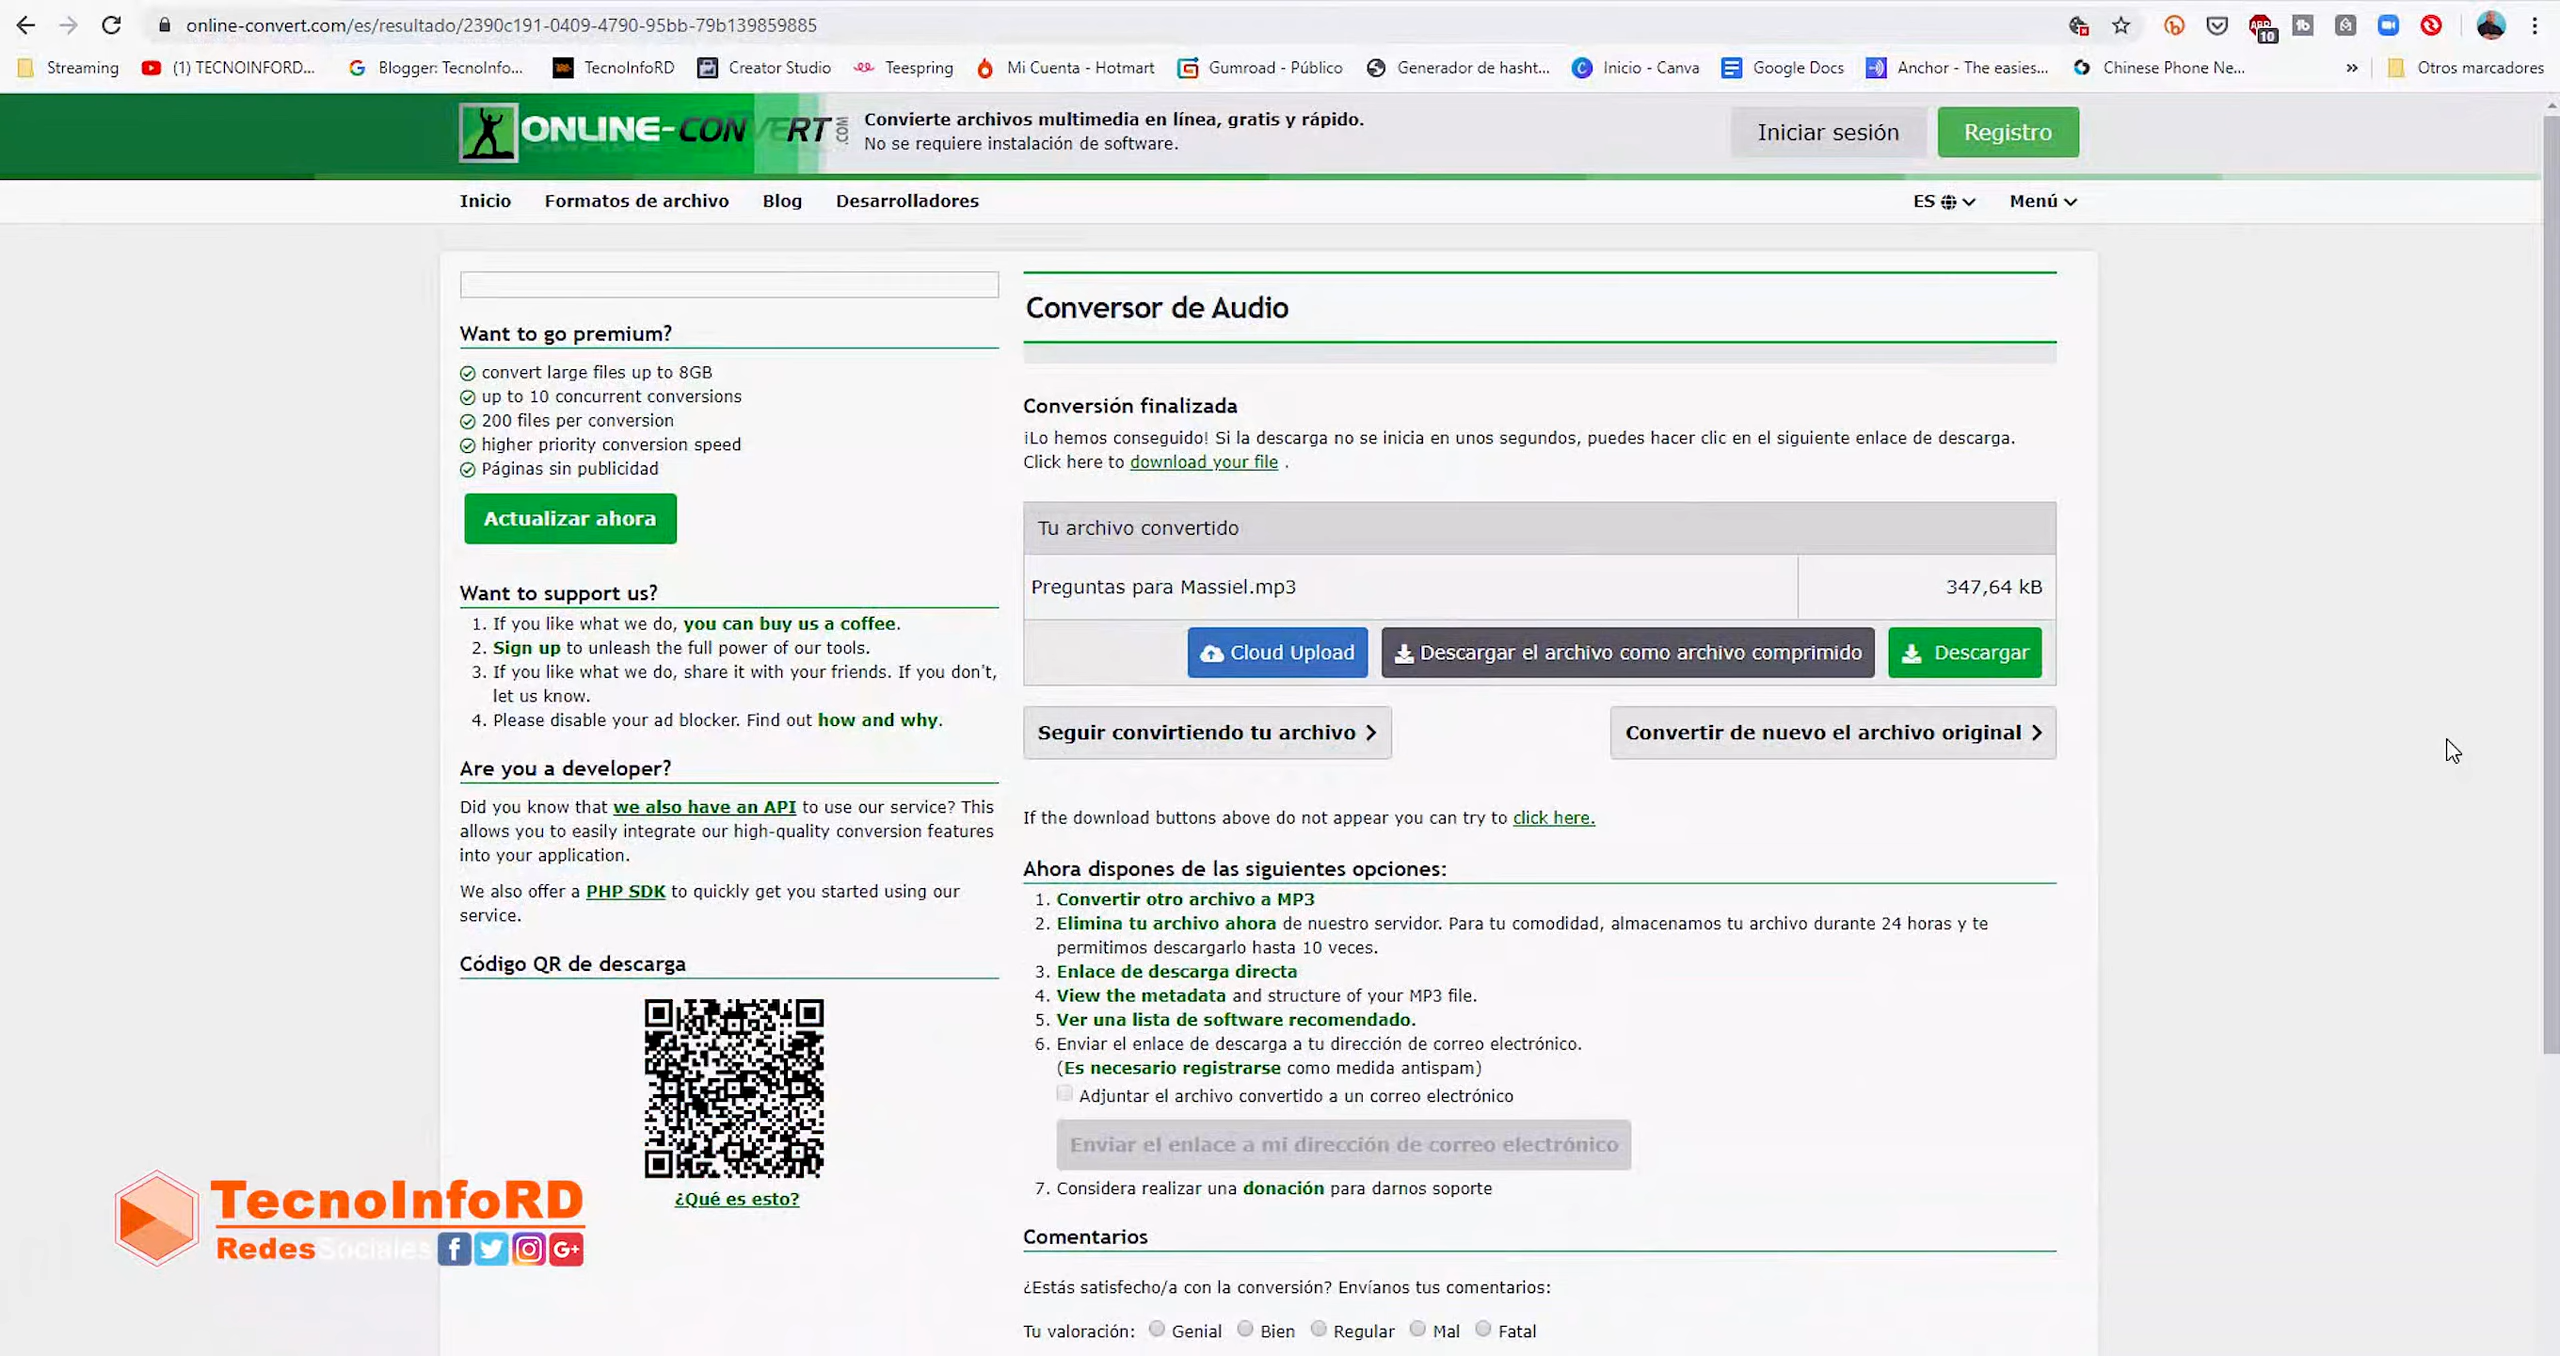 online-convert.com/es/resultado/2390c191-0409-4790-95bb-79b139859885
10
Streaming
(1) TECNOINFORD...
Blogger: TecnoInfo...
TecnoInfoRD
Creator Studio
Teespring
Mi Cuenta - Hotmart
Gumroad - Público
Generador de hasht...
Inicio - Canva
Google Docs
Anchor - The easies...
Chinese Phone Ne...
»
Otros marcadores
ONLINE-CONVERT.COM
Convierte archivos multimedia en línea, gratis y rápido.
No se requiere instalación de software.
Iniciar sesión
Registro
Inicio
Formatos de archivo
Blog
Desarrolladores
ES
Menú
Want to go premium?
convert large files up to 8GB
up to 10 concurrent conversions
200 files per conversion
higher priority conversion speed
Páginas sin publicidad
Actualizar ahora
Want to support us?
1. If you like what we do, you can buy us a coffee.
2. Sign up to unleash the full power of our tools.
3. If you like what we do, share it with your friends. If you don't,
let us know.
4. Please disable your ad blocker. Find out how and why.
Are you a developer?
Did you know that we also have an API to use our service? This
allows you to easily integrate our high-quality conversion features
into your application.
We also offer a PHP SDK to quickly get you started using our
service.
Código QR de descarga
¿Qué es esto?
Conversor de Audio
Conversión finalizada
¡Lo hemos conseguido! Si la descarga no se inicia en unos segundos, puedes hacer clic en el siguiente enlace de descarga.
Click here to download your file .
Tu archivo convertido
Preguntas para Massiel.mp3
347,64 kB
Cloud Upload
Descargar el archivo como archivo comprimido
Descargar
Seguir convirtiendo tu archivo
Convertir de nuevo el archivo original
If the download buttons above do not appear you can try to click here.
Ahora dispones de las siguientes opciones:
1. Convertir otro archivo a MP3
2. Elimina tu archivo ahora de nuestro servidor. Para tu comodidad, almacenamos tu archivo durante 24 horas y te
permitimos descargarlo hasta 10 veces.
3. Enlace de descarga directa
4. View the metadata and structure of your MP3 file.
5. Ver una lista de software recomendado.
6. Enviar el enlace de descarga a tu dirección de correo electrónico.
(Es necesario registrarse como medida antispam)
Adjuntar el archivo convertido a un correo electrónico
Enviar el enlace a mi dirección de correo electrónico
7. Considera realizar una donación para darnos soporte
Comentarios
¿Estás satisfecho/a con la conversión? Envíanos tus comentarios:
Tu valoración: Genial Bien Regular Mal Fatal
TecnoInfoRD
Redes Sociales